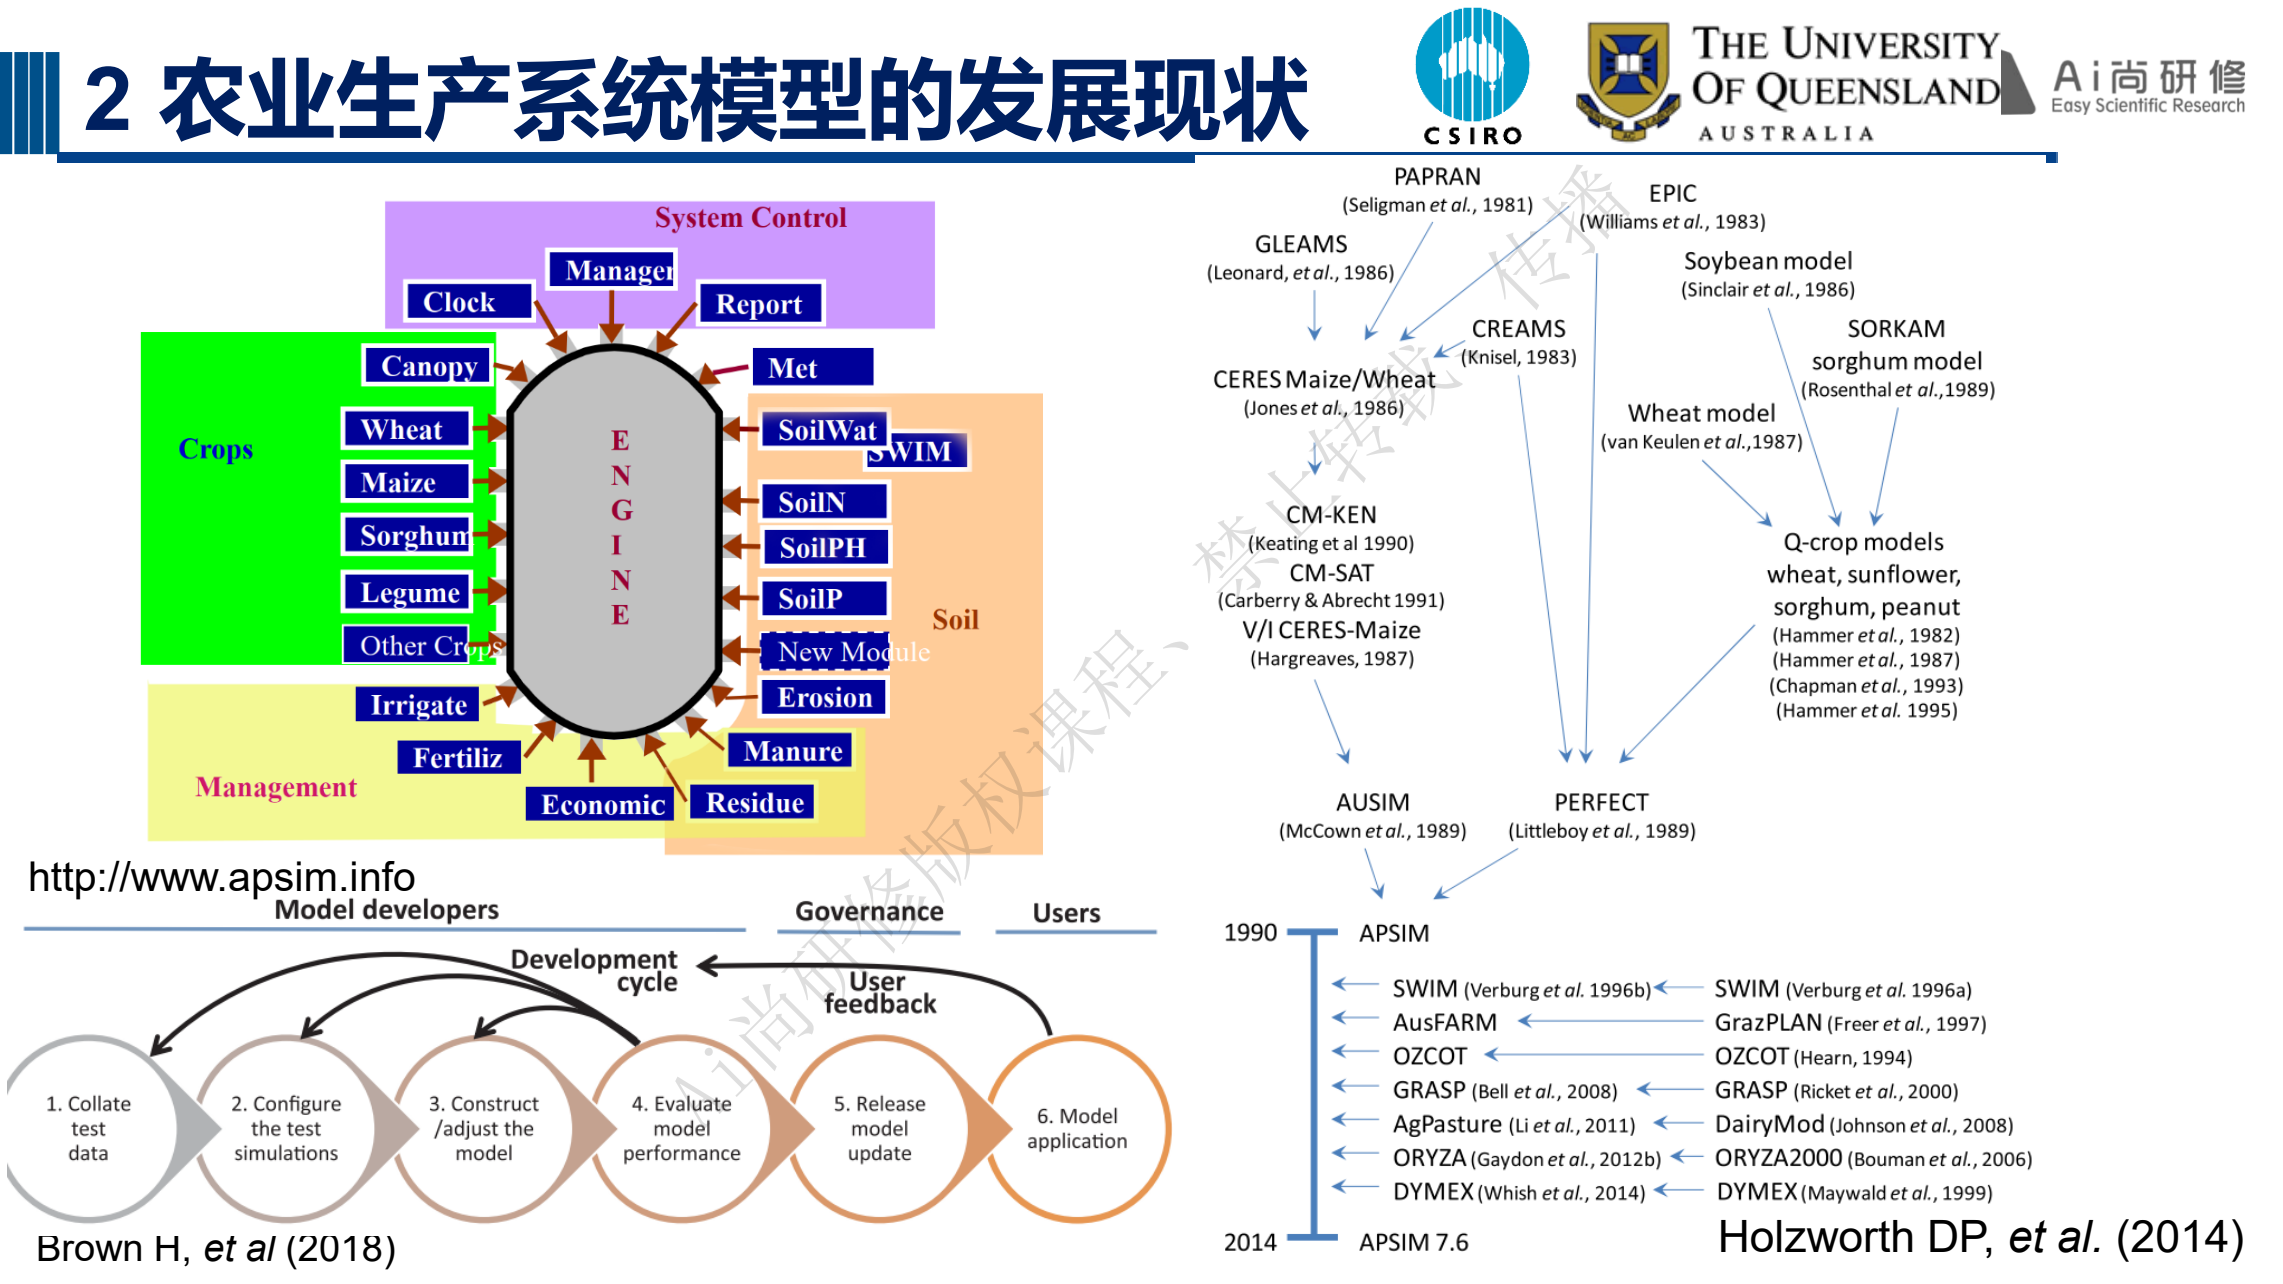 2 农业生产系统模型的发展现状
CSIRO
THE UNIVERSITY
OF QUEENSLAND
AUSTRALIA
Ai尚研修
Easy Scientific Research
System Control
Manager
Clock
Report
Canopy
Met
Crops
Wheat
SoilWat
SWIM
Maize
SoilN
Sorghum
SoilPH
Legume
SoilP
Soil
Other Crops
New Module
Irrigate
Erosion
Fertiliz
Manure
Management
Economic
Residue
E
N
G
I
N
E
http://www.apsim.info
Model developers
Governance
Users
Development
cycle
User
feedback
1. Collate
test
data
2. Configure
the test
simulations
3. Construct
/adjust the
model
4. Evaluate
model
performance
5. Release
model
update
6. Model
application
Brown H, et al (2018)
PAPRAN
(Seligman et al., 1981)
EPIC
(Williams et al., 1983)
GLEAMS
(Leonard, et al., 1986)
Soybean model
(Sinclair et al., 1986)
CREAMS
(Knisel, 1983)
SORKAM
sorghum model
(Rosenthal et al.,1989)
CERES Maize/Wheat
(Jones et al., 1986)
Wheat model
(van Keulen et al.,1987)
CM-KEN
(Keating et al 1990)
CM-SAT
(Carberry & Abrecht 1991)
V/I CERES-Maize
(Hargreaves, 1987)
Q-crop models
wheat, sunflower,
sorghum, peanut
(Hammer et al., 1982)
(Hammer et al., 1987)
(Chapman et al., 1993)
(Hammer et al. 1995)
AUSIM
(McCown et al., 1989)
PERFECT
(Littleboy et al., 1989)
1990 APSIM
SWIM (Verburg et al. 1996b) SWIM (Verburg et al. 1996a)
AusFARM GrazPLAN (Freer et al., 1997)
OZCOT OZCOT (Hearn, 1994)
GRASP (Bell et al., 2008) GRASP (Ricket et al., 2000)
AgPasture (Li et al., 2011) DairyMod (Johnson et al., 2008)
ORYZA (Gaydon et al., 2012b) ORYZA2000 (Bouman et al., 2006)
DYMEX (Whish et al., 2014) DYMEX (Maywald et al., 1999)
2014 APSIM 7.6
Holzworth DP, et al. (2014)
Ai尚研修版权课程、禁止转载 传播